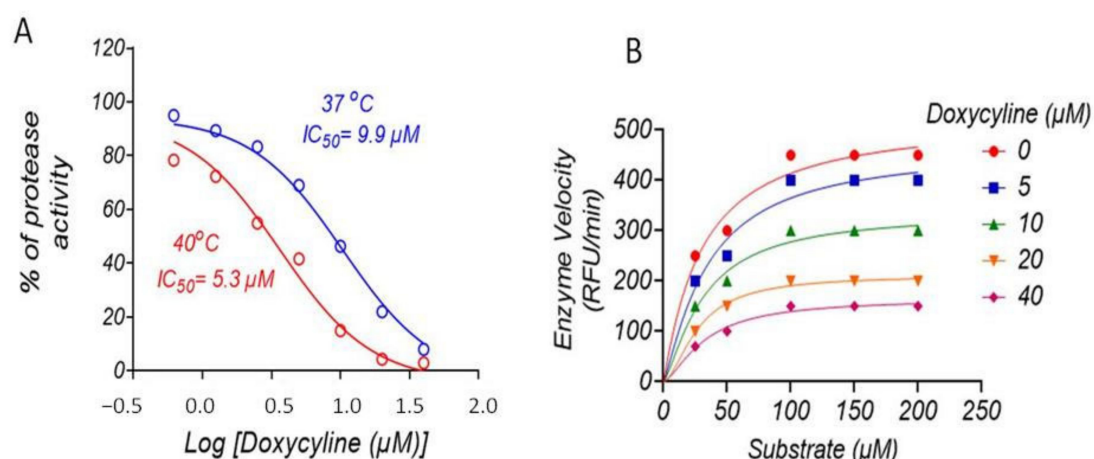 A
120
100
80
60
40
20
0
% of protease
activity
37 ºC
IC50= 9.9 µM
40ºC
IC50= 5.3 µM
−0.5 0.0 0.5 1.0 1.5 2.0
Log [Doxycyline (µM)]
B
Doxycyline (µM)
0
5
10
20
40
500
400
300
200
100
0
Enzyme Velocity
(RFU/min)
0 50 100 150 200 250
Substrate (µM)